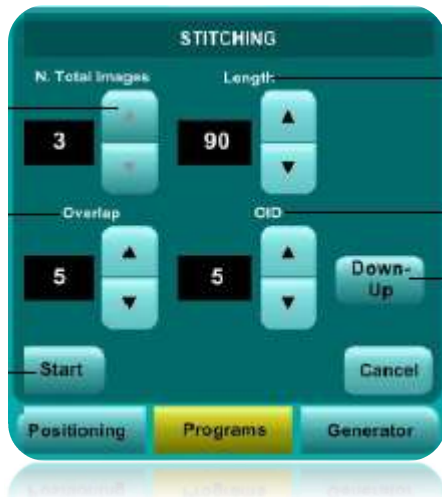 STITCHING
N. Total Images Length
3 90
Overlap OID
5 5 Down-
Up
Start Cancel
Positioning Programs Generator